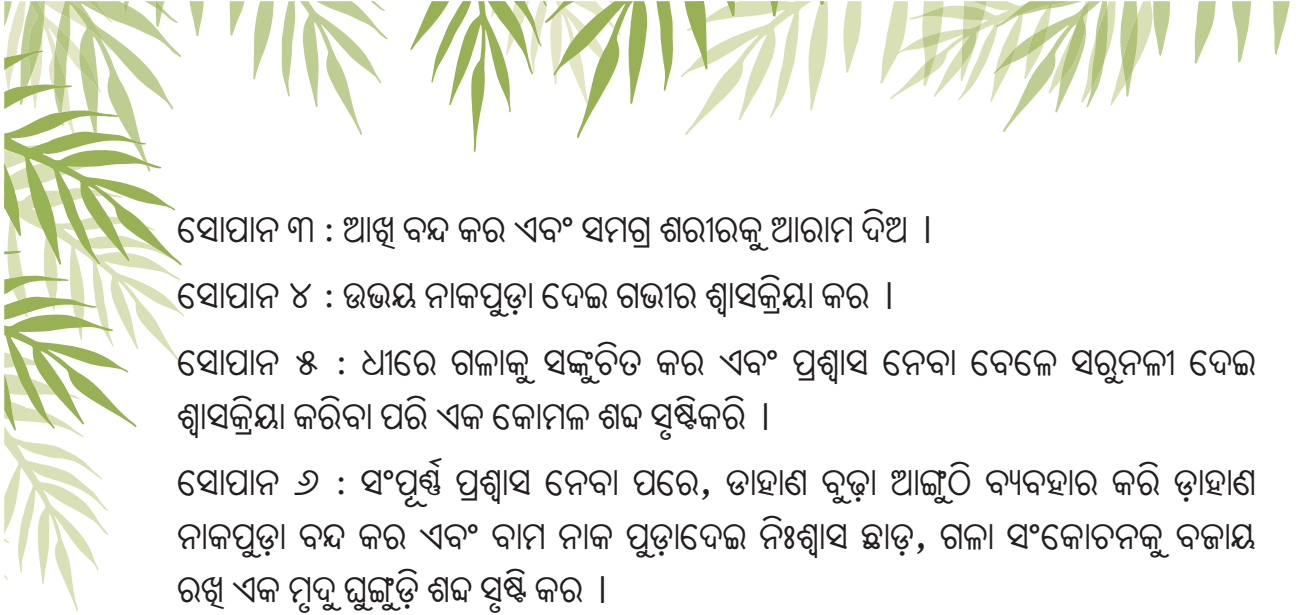 ସୋପାନ ୩ : ଆଖି ବନ୍ଦ କର ଏବଂ ସମଗ୍ର ଶରୀରକୁ ଆରାମ ଦିଅ ।
ସୋପାନ ୪ : ଉଭୟ ନାକପୁଡ଼ା ଦେଇ ଗଭୀର ଶ୍ୱାସକ୍ରିୟା କର ।
ସୋପାନ ୫ : ଧୀରେ ଗଳାକୁ ସଙ୍କୁଚିତ କର ଏବଂ ପ୍ରଶ୍ୱାସ ନେବା ବେଳେ ସରୁନଳୀ ଦେଇ
ଶ୍ୱାସକ୍ରିୟା କରିବା ପରି ଏକ କୋମଳ ଶବ୍ଦ ସୃଷ୍ଟିକରି ।
ସୋପାନ ୬ : ସଂପୂର୍ଣ୍ଣ ପ୍ରଶ୍ୱାସ ନେବା ପରେ, ଡାହାଣ ବୁଢ଼ା ଆଙ୍ଗୁଠି ବ୍ୟବହାର କରି ଡ଼ାହାଣ
ନାକପୁଡ଼ା ବନ୍ଦ କର ଏବଂ ବାମ ନାକ ପୁଡ଼ାଦେଇ ନିଃଶ୍ୱାସ ଛାଡ଼, ଗଳା ସଂକୋଚନକୁ ବଜାୟ
ରଖି ଏକ ମୃଦୁ ଘୁଙ୍ଗୁଡ଼ି ଶବ୍ଦ ସୃଷ୍ଟି କର ।